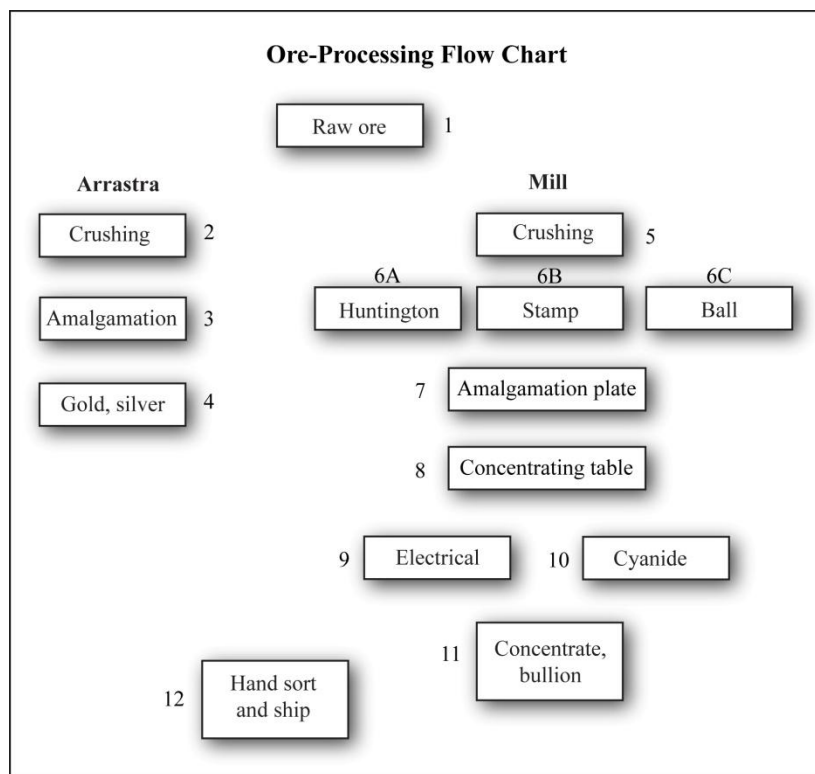 Ore-Processing Flow Chart
Raw ore 1
Arrastra
Mill
Crushing 2
Crushing 5
6A 6B 6C
Huntington Stamp Ball
Amalgamation 3
7 Amalgamation plate
Gold, silver 4
8 Concentrating table
9 Electrical
10 Cyanide
11 Concentrate,
bullion
12 Hand sort
and ship